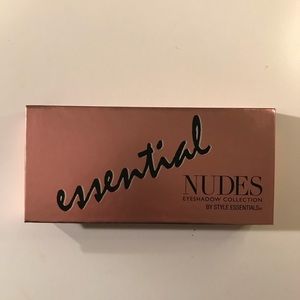 essential
NUDES
EYESHADOW COLLECTION
BY STYLE ESSENTIALS